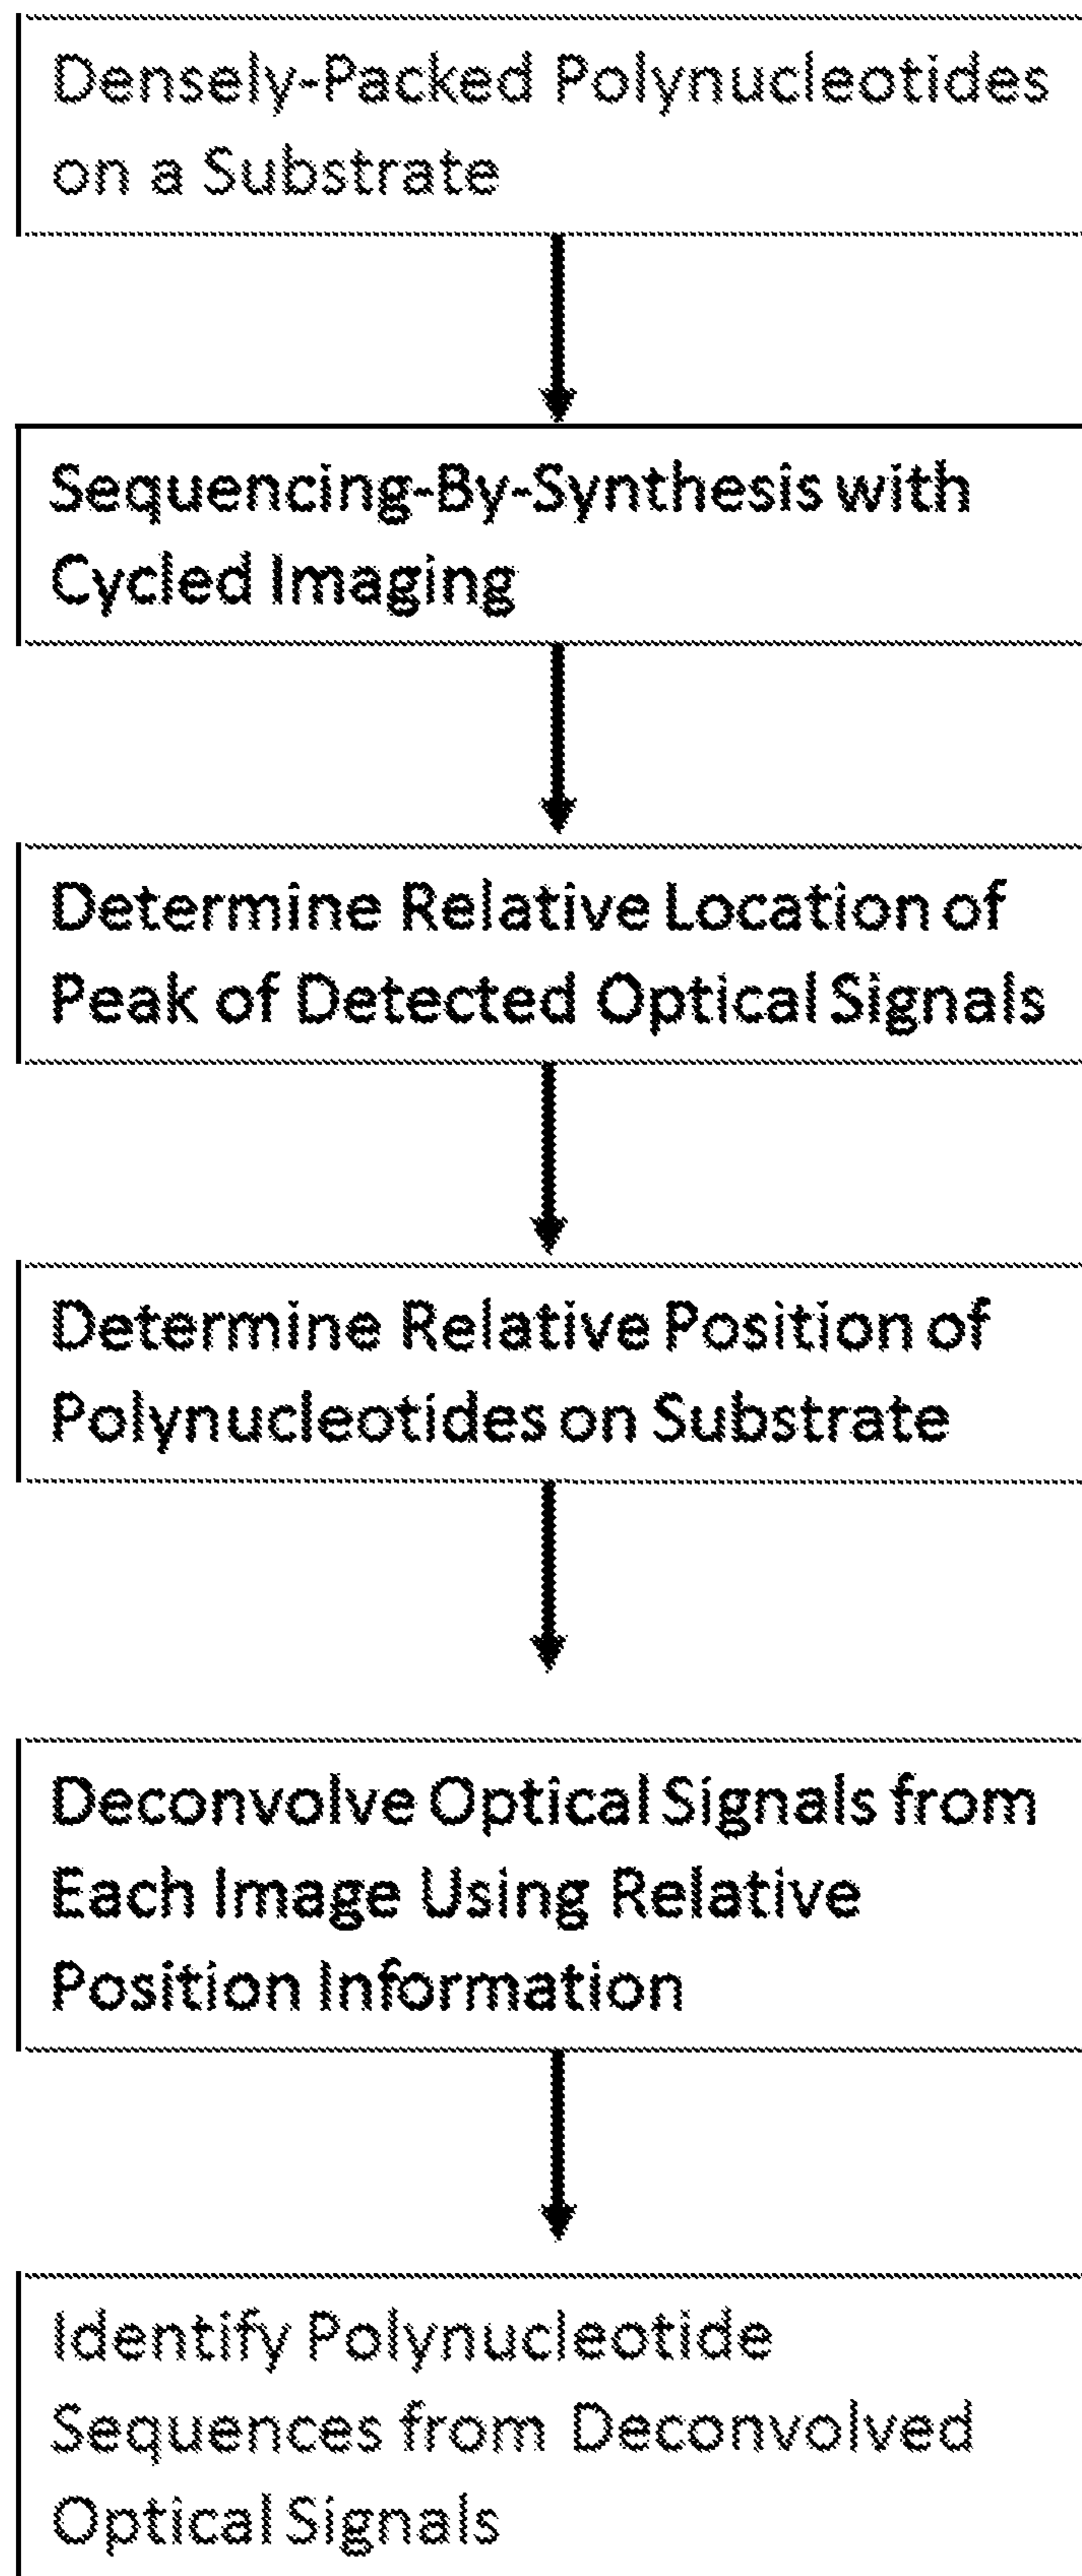 Densely-Packed Polynucleotides
on a Substrate
Sequencing-By-Synthesis with
Cycled Imaging
Determine Relative Location of
Peak of Detected Optical Signals
Determine Relative Position of
Polynucleotides on Substrate
Deconvolve Optical Signals from
Each Image Using Relative
Position Information
Identify Polynucleotide
Sequences from Deconvolved
Optical Signals